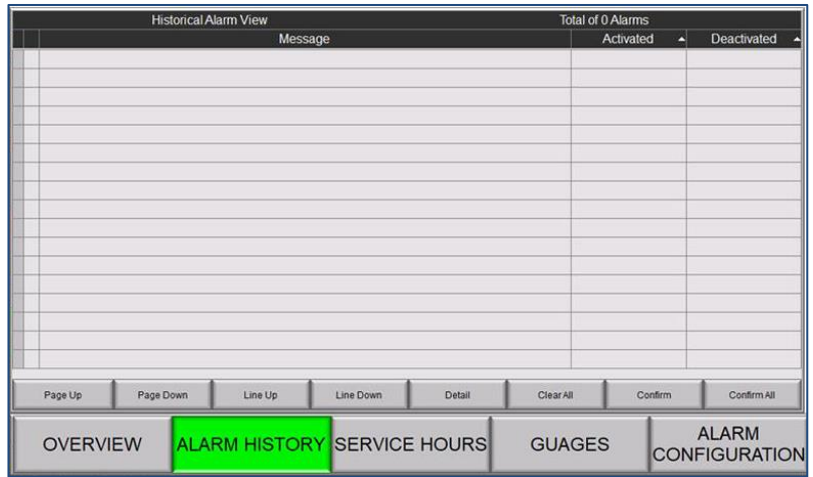 Historical Alarm View Total of 0 Alarms
Message Activated Deactivated
Page Up Page Down Line Up Line Down Detail Clear All Confirm Confirm All
OVERVIEW ALARM HISTORY SERVICE HOURS GUAGES ALARM CONFIGURATION